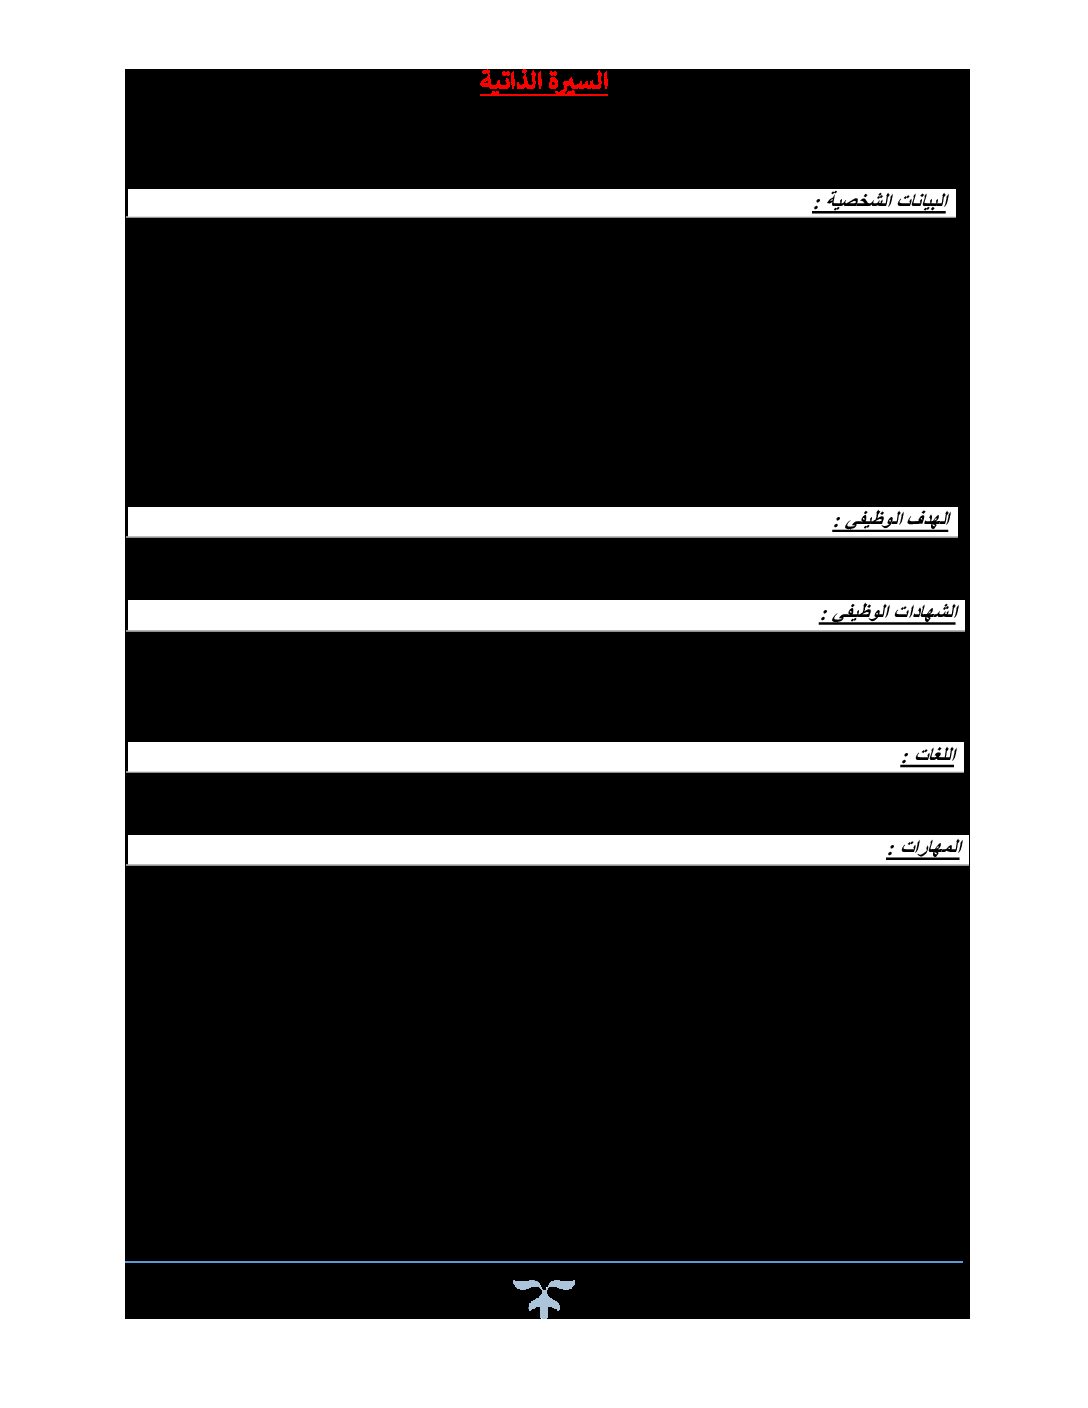 السيرة الذاتية
البيانات الشخصية :
الهدف الوظيفي :
الشهادات الوظيفي :
اللغات :
المهارات :